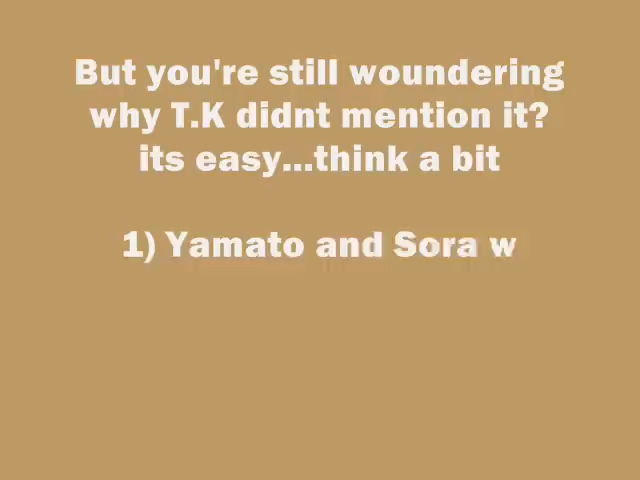 But you're still woundering
why T.K didnt mention it?
its easy...think a bit
1) Yamato and Sora w